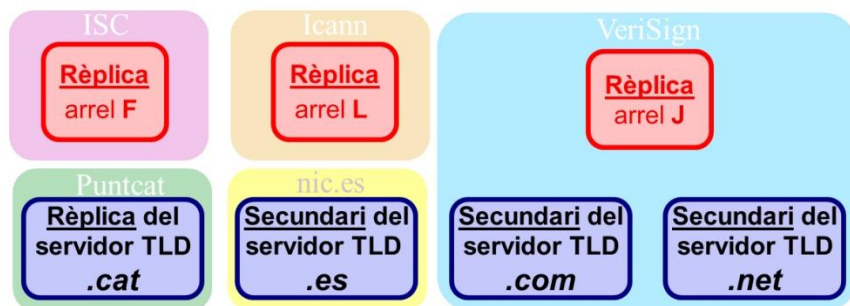 ISC
Rèplica
arrel F
Icann
Rèplica
arrel L
VeriSign
Rèplica
arrel J
Puntcat
Rèplica del
servidor TLD
.cat
nic.es
Secundari del
servidor TLD
.es
Secundari del
servidor TLD
.com
Secundari del
servidor TLD
.net